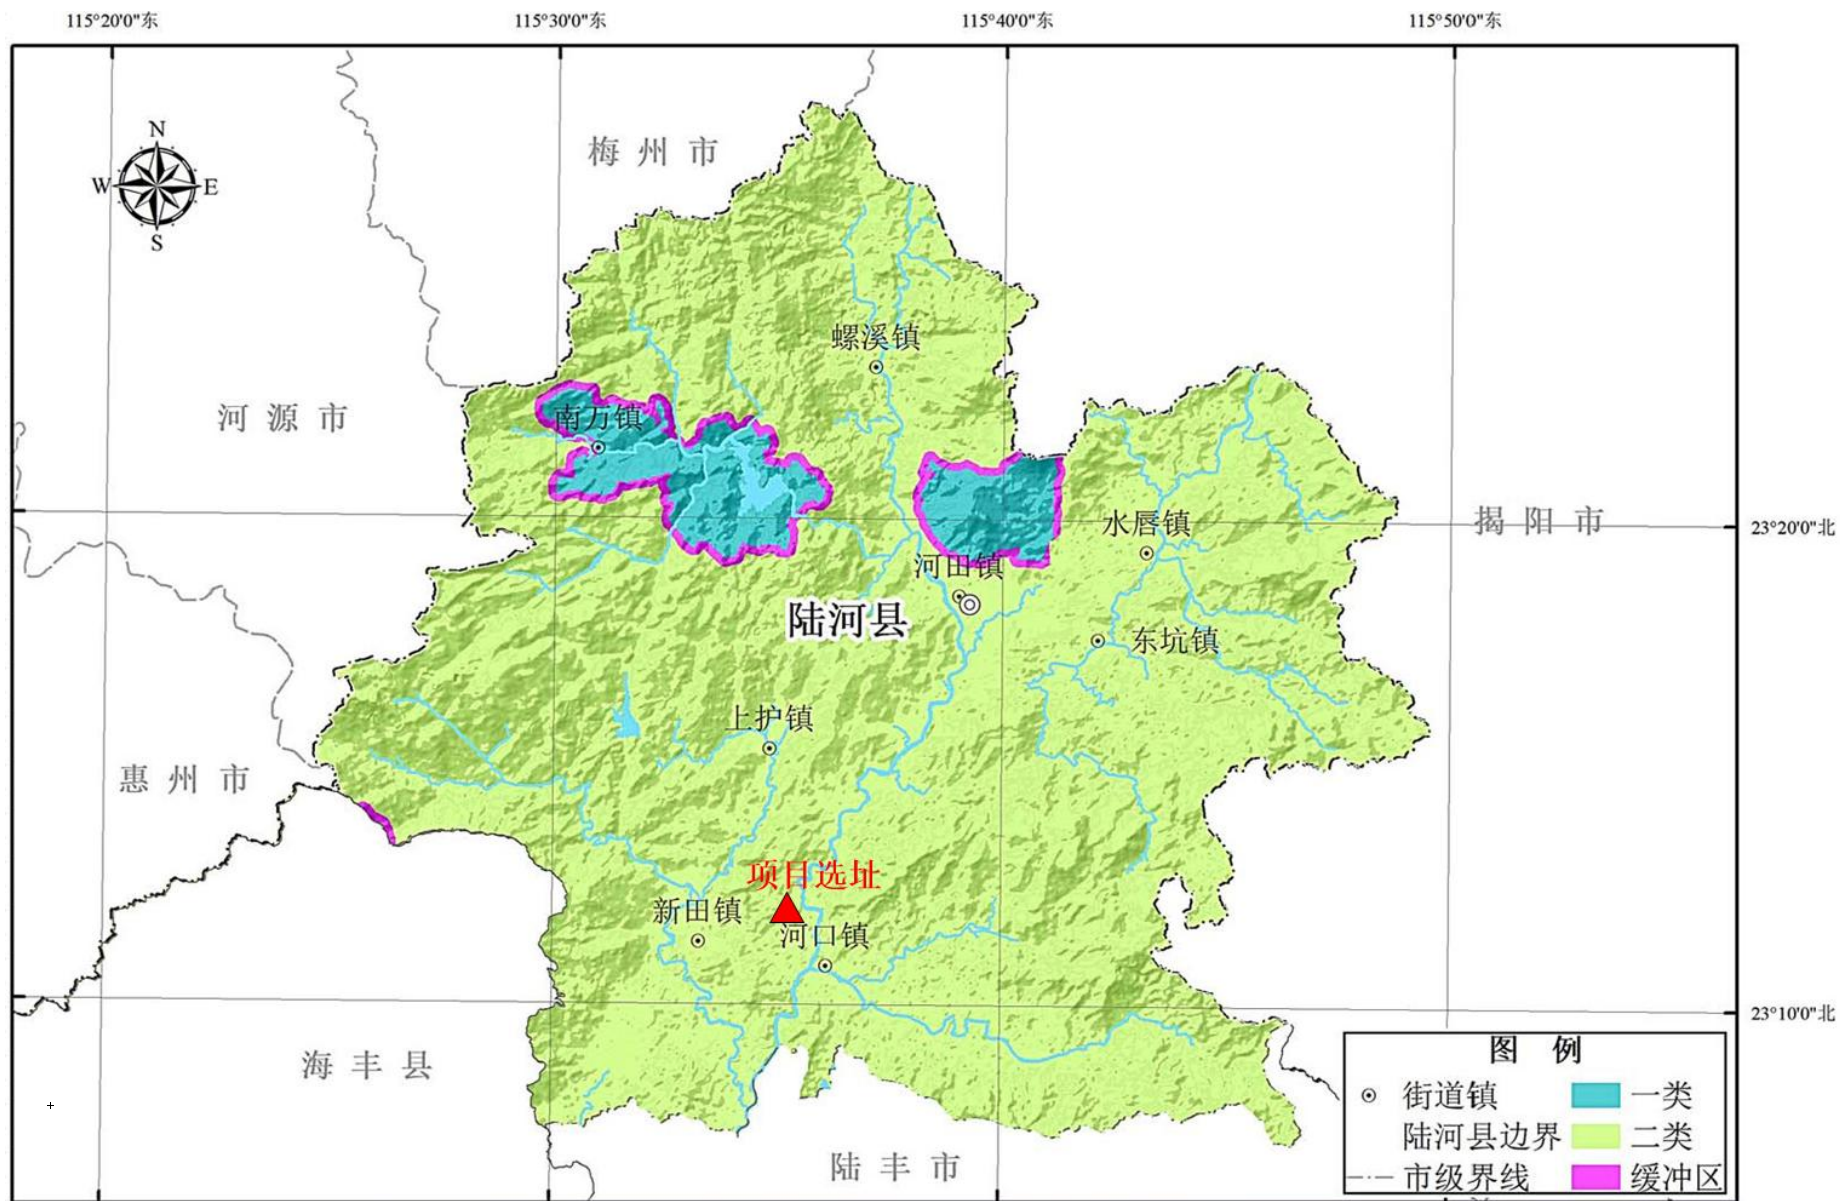 115°20'0"东
115°30'0"东
115°40'0"东
115°50'0"东
N
W
E
S
梅州市
螺溪镇
河源市
南万镇
揭阳市
水唇镇
23°20'0"北
河田镇
陆河县
东坑镇
上护镇
惠州市
项目选址
新田镇
河口镇
23°10'0"北
海丰县
陆丰市
图 例
街道镇
一类
陆河县边界
二类
市级界线
缓冲区